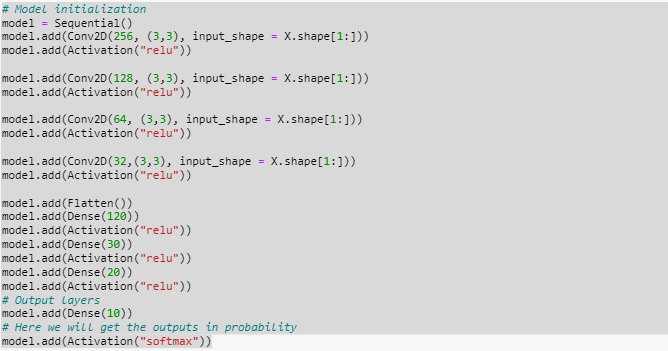 # Model initialization
model = Sequential()
model.add(Conv2D(256, (3,3), input_shape = X.shape[1:]))
model.add(Activation("relu"))
model.add(Conv2D(128, (3,3), input_shape = X.shape[1:]))
model.add(Activation("relu"))
model.add(Conv2D(64, (3,3), input_shape = X.shape[1:]))
model.add(Activation("relu"))
model.add(Conv2D(32,(3,3), input_shape = X.shape[1:]))
model.add(Activation("relu"))
model.add(Flatten())
model.add(Dense(120))
model.add(Activation("relu"))
model.add(Dense(30))
model.add(Activation("relu"))
model.add(Dense(20))
model.add(Activation("relu"))
# Output layers
model.add(Dense(10))
# Here we will get the outputs in probability
model.add(Activation("softmax"))